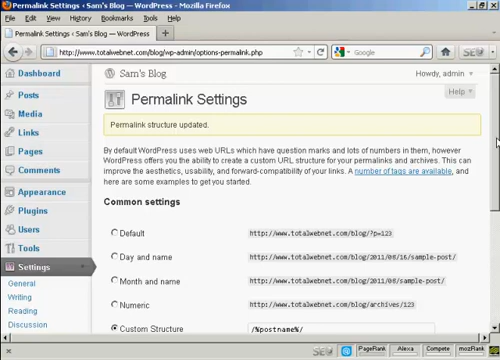 Permalink Settings ‹ Sam's Blog — WordPress - Mozilla Firefox
File Edit View History Bookmarks Tools Help
Permalink Settings ‹ Sam's Blog — WordPress
http://www.totalwebnet.com/blog/wp-admin/options-permalink.php
Google
SEO
Dashboard
Posts
Media
Links
Pages
Comments
Appearance
Plugins
Users
Tools
Settings
General
Writing
Reading
Discussion
Sam's Blog
Howdy, admin
Help
Permalink Settings
Permalink structure updated.
By default WordPress uses web URLs which have question marks and lots of numbers in them, however
WordPress offers you the ability to create a custom URL structure for your permalinks and archives. This can
improve the aesthetics, usability, and forward-compatibility of your links. A number of tags are available, and
here are some examples to get you started.
Common settings
Default http://www.totalwebnet.com/blog/?p=123
Day and name http://www.totalwebnet.com/blog/2011/08/16/sample-post/
Month and name http://www.totalwebnet.com/blog/2011/08/sample-post/
Numeric http://www.totalwebnet.com/blog/archives/123
Custom Structure /%postname%/
SEO PageRank Alexa Compete mozRank